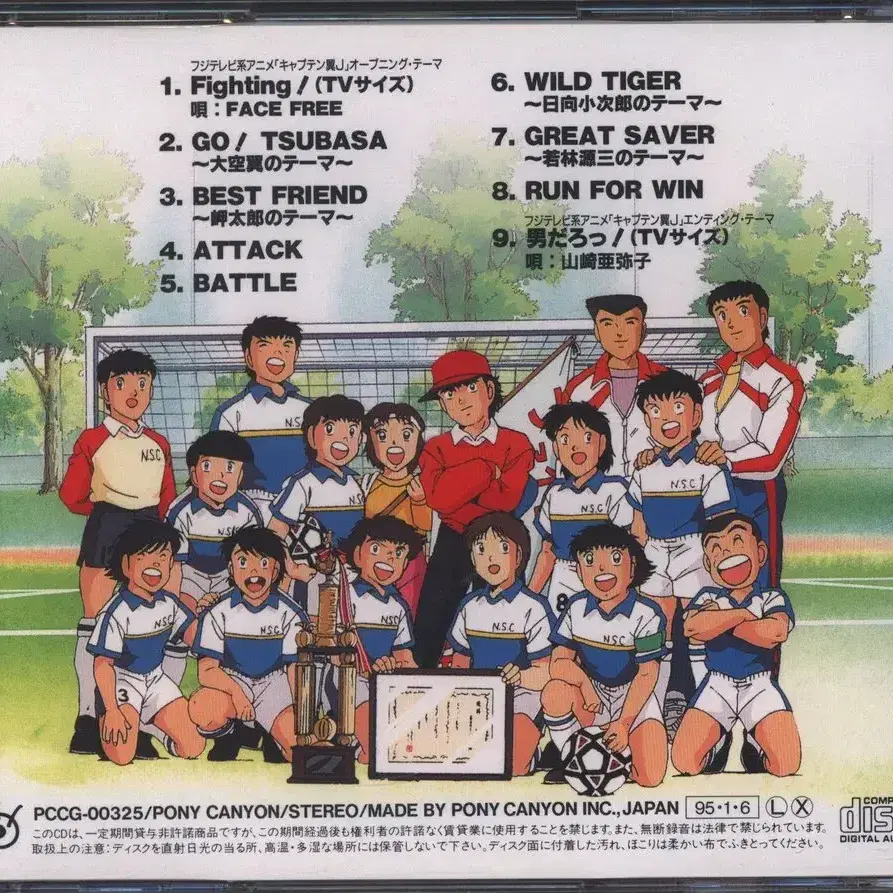 フジテレビ系アニメ「キャプテン翼J」オープニング・テーマ
1. Fighting!(TVサイズ)
唄：FACE FREE
2. GO! TSUBASA
〜大空翼のテーマ〜
3. BEST FRIEND
〜岬太郎のテーマ〜
4. ATTACK
5. BATTLE
6. WILD TIGER
〜日向小次郎のテーマ〜
7. GREAT SAVER
〜若林源三のテーマ〜
8. RUN FOR WIN
フジテレビ系アニメ「キャプテン翼J」エンディング・テーマ
9. 男だろっ!(TVサイズ)
唄：山崎亜弥子
N.S.C
N.S.C
N.S.C
N.S.C
N.S.C
N.S.C
N.S.C
N.S.C
3
8
PCCG-00325/PONY CANYON/STEREO/MADE BY PONY CANYON INC.,JAPAN 95・1・6 L X
COMP
dis
DIGITAL AU
このCDは、一定期間貸与非許諾商品ですが、この期間経過後も権利者の許諾なく賃貸業に使用することを禁じます。また、無断録音は法律で禁じられています。
取扱上の注意：ディスクを直射日光の当る所、高温・多湿な場所には保管しないで下さい。ディスク面に付着した汚れ、ほこりは柔かい布でふきとってください。